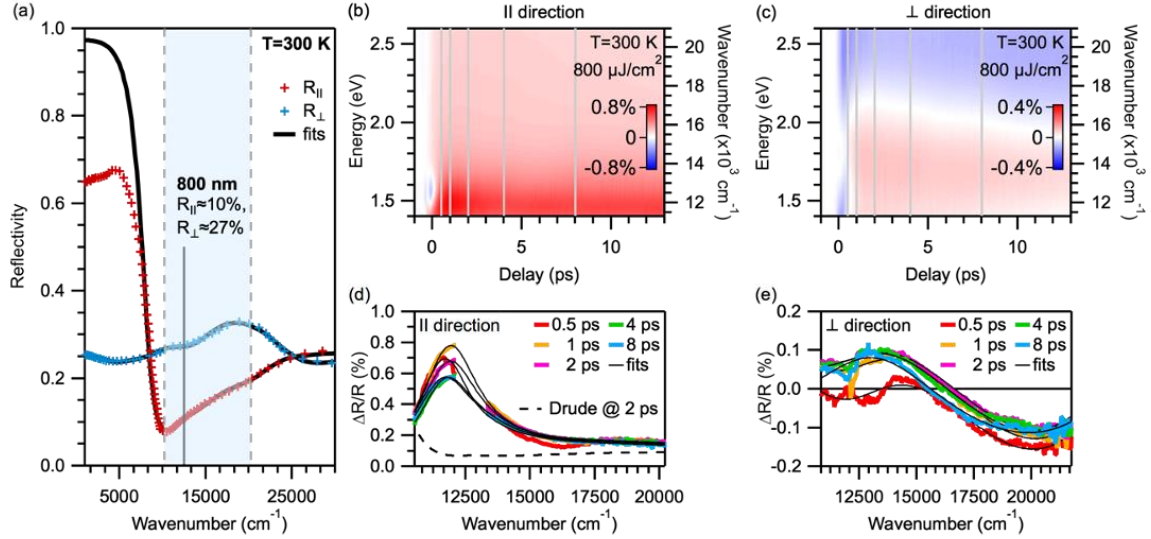 (a)
1.0
0.8
0.6
0.4
0.2
0.0
Reflectivity
T=300 K
R||
R⊥
fits
800 nm
R||≈10%,
R⊥≈27%
5000
15000
25000
Wavenumber (cm⁻¹)
(b)
|| direction
2.5
2.0
1.5
Energy (eV)
T=300 K
800 μJ/cm²
0.8%
0
-0.8%
20
18
16
14
12
Wavenumber (x10³ cm⁻¹)
0
5
10
Delay (ps)
(c)
⊥ direction
2.5
2.0
1.5
Energy (eV)
T=300 K
800 μJ/cm²
0.4%
0
-0.4%
20
18
16
14
12
Wavenumber (x10³ cm⁻¹)
0
5
10
Delay (ps)
(d)
1.0
0.8
0.6
0.4
0.2
0.0
ΔR/R (%)
|| direction
0.5 ps
4 ps
1 ps
8 ps
2 ps
fits
Drude @ 2 ps
12500
15000
20000
Wavenumber (cm⁻¹)
(e)
0.2
0.1
0.0
-0.1
-0.2
ΔR/R (%)
⊥ direction
0.5 ps
4 ps
1 ps
8 ps
2 ps
fits
12500
15000
20000
Wavenumber (cm⁻¹)